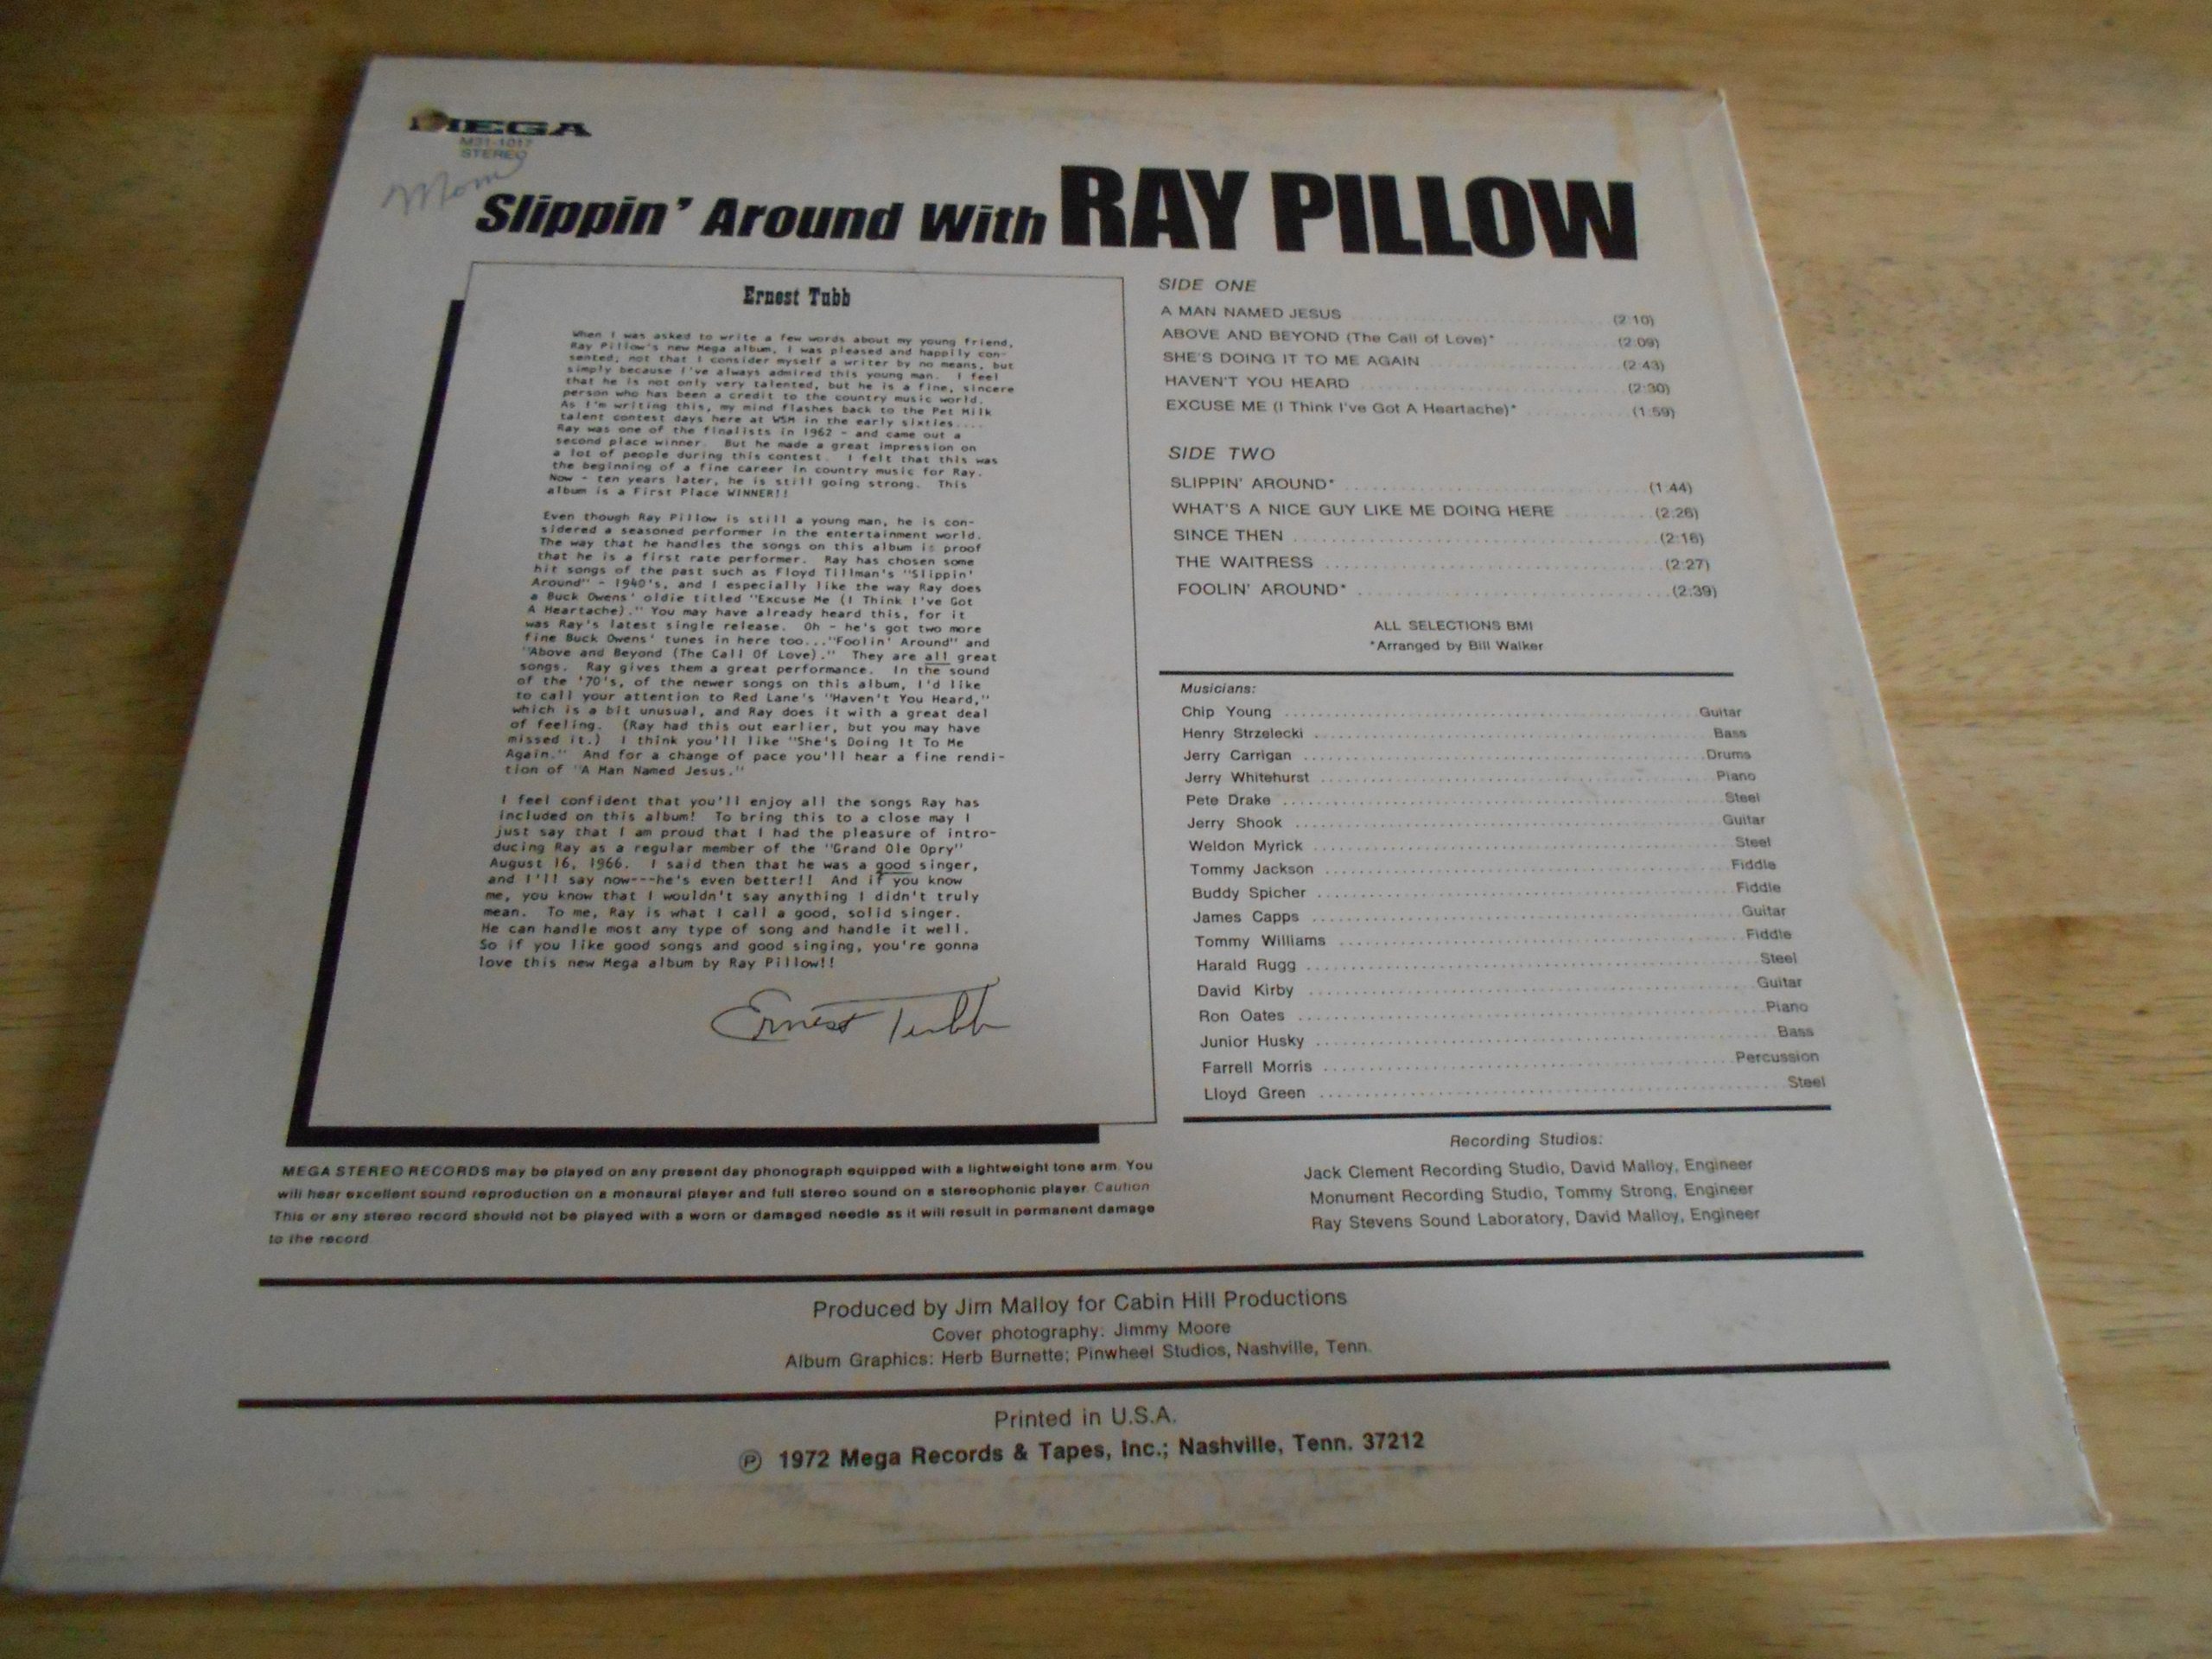 MEGA
M31-1017
STEREO
Mom
Slippin' Around With RAY PILLOW
Ernest Tubb
When I was asked to write a few words about my young friend,
Ray Pillow's new Mega album, I was pleased and happily con-
sented, not that I consider myself a writer by no means, but
simply because I've always admired this young man. I feel
that he is not only very talented, but he is a fine, sincere
person who has been a credit to the country music world.
As I'm writing this, my mind flashes back to the Pet Milk
talent contest days here at WSM in the early sixties....
Ray was one of the finalists in 1962 - and came out a
second place winner. But he made a great impression on
a lot of people during this contest. I felt that this was
the beginning of a fine career in country music for Ray.
Now - ten years later, he is still going strong. This
album is a First Place WINNER!!
Even though Ray Pillow is still a young man, he is con-
sidered a seasoned performer in the entertainment world.
The way that he handles the songs on this album is proof
that he is a first rate performer. Ray has chosen some
hit songs of the past such as Floyd Tillman's "Slippin'
Around" - 1940's, and I especially like the way Ray does
a Buck Owens' oldie titled "Excuse Me (I Think I've Got
A Heartache)." You may have already heard this, for it
was Ray's latest single release. Oh - he's got two more
fine Buck Owens' tunes in here too..."Foolin' Around" and
"Above and Beyond (The Call Of Love)." They are all great
songs. Ray gives them a great performance. In the sound
of the '70's, of the newer songs on this album, I'd like
to call your attention to Red Lane's "Haven't You Heard,"
which is a bit unusual, and Ray does it with a great deal
of feeling. (Ray had this out earlier, but you may have
missed it.) I think you'll like "She's Doing It To Me
Again." And for a change of pace you'll hear a fine rendi-
tion of "A Man Named Jesus."
I feel confident that you'll enjoy all the songs Ray has
included on this album! To bring this to a close may I
just say that I am proud that I had the pleasure of intro-
ducing Ray as a regular member of the "Grand Ole Opry"
August 16, 1966. I said then that he was a good singer,
and I'll say now---he's even better!! And if you know
me, you know that I wouldn't say anything I didn't truly
mean. To me, Ray is what I call a good, solid singer.
He can handle most any type of song and handle it well.
So if you like good songs and good singing, you're gonna
love this new Mega album by Ray Pillow!!
Ernest Tubb
SIDE ONE
A MAN NAMED JESUS (2:10)
ABOVE AND BEYOND (The Call of Love)* (2:09)
SHE'S DOING IT TO ME AGAIN (2:43)
HAVEN'T YOU HEARD (2:30)
EXCUSE ME (I Think I've Got A Heartache)* (1:59)
SIDE TWO
SLIPPIN' AROUND* (1:44)
WHAT'S A NICE GUY LIKE ME DOING HERE (2:26)
SINCE THEN (2:16)
THE WAITRESS (2:27)
FOOLIN' AROUND* (2:39)
ALL SELECTIONS BMI
*Arranged by Bill Walker
Musicians:
Chip Young Guitar
Henry Strzelecki Bass
Jerry Carrigan Drums
Jerry Whitehurst Piano
Pete Drake Steel
Jerry Shook Guitar
Weldon Myrick Steel
Tommy Jackson Fiddle
Buddy Spicher Fiddle
James Capps Guitar
Tommy Williams Fiddle
Harald Rugg Steel
David Kirby Guitar
Ron Oates Piano
Junior Husky Bass
Farrell Morris Percussion
Lloyd Green Steel
Recording Studios:
Jack Clement Recording Studio, David Malloy, Engineer
Monument Recording Studio, Tommy Strong, Engineer
Ray Stevens Sound Laboratory, David Malloy, Engineer
MEGA STEREO RECORDS may be played on any present day phonograph equipped with a lightweight tone arm. You
will hear excellent sound reproduction on a monaural player and full stereo sound on a stereophonic player. Caution
This or any stereo record should not be played with a worn or damaged needle as it will result in permanent damage
to the record
Produced by Jim Malloy for Cabin Hill Productions
Cover photography: Jimmy Moore
Album Graphics: Herb Burnette; Pinwheel Studios, Nashville, Tenn.
Printed in U.S.A.
℗ 1972 Mega Records & Tapes, Inc.; Nashville, Tenn. 37212